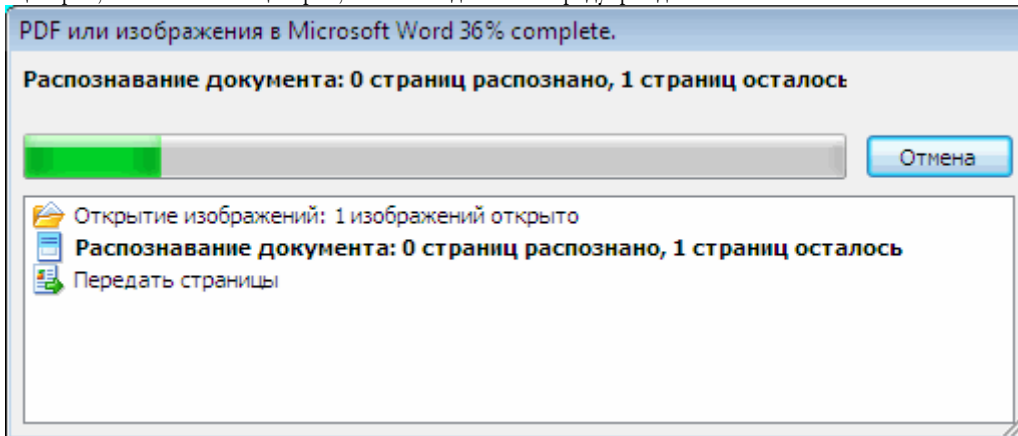 PDF или изображения в Microsoft Word 36% complete.
Распознавание документа: 0 страниц распознано, 1 страниц осталось
Отмена
Открытие изображений: 1 изображений открыто
Распознавание документа: 0 страниц распознано, 1 страниц осталось
Передать страницы